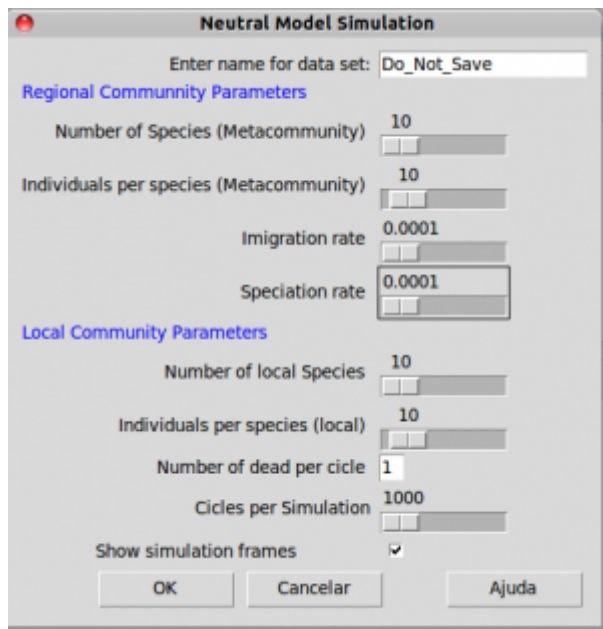 Neutral Model Simulation
Enter name for data set: Do_Not_Save
Regional Communnity Parameters
10
Number of Species (Metacommunity)
10
Individuals per species (Metacommunity)
0.0001
Imigration rate
0.0001
Speciation rate
Local Community Parameters
10
Number of local Species
10
Individuals per species (local)
Number of dead per cicle 1
1000
Cicles per Simulation
Show simulation frames
OK Cancelar Ajuda